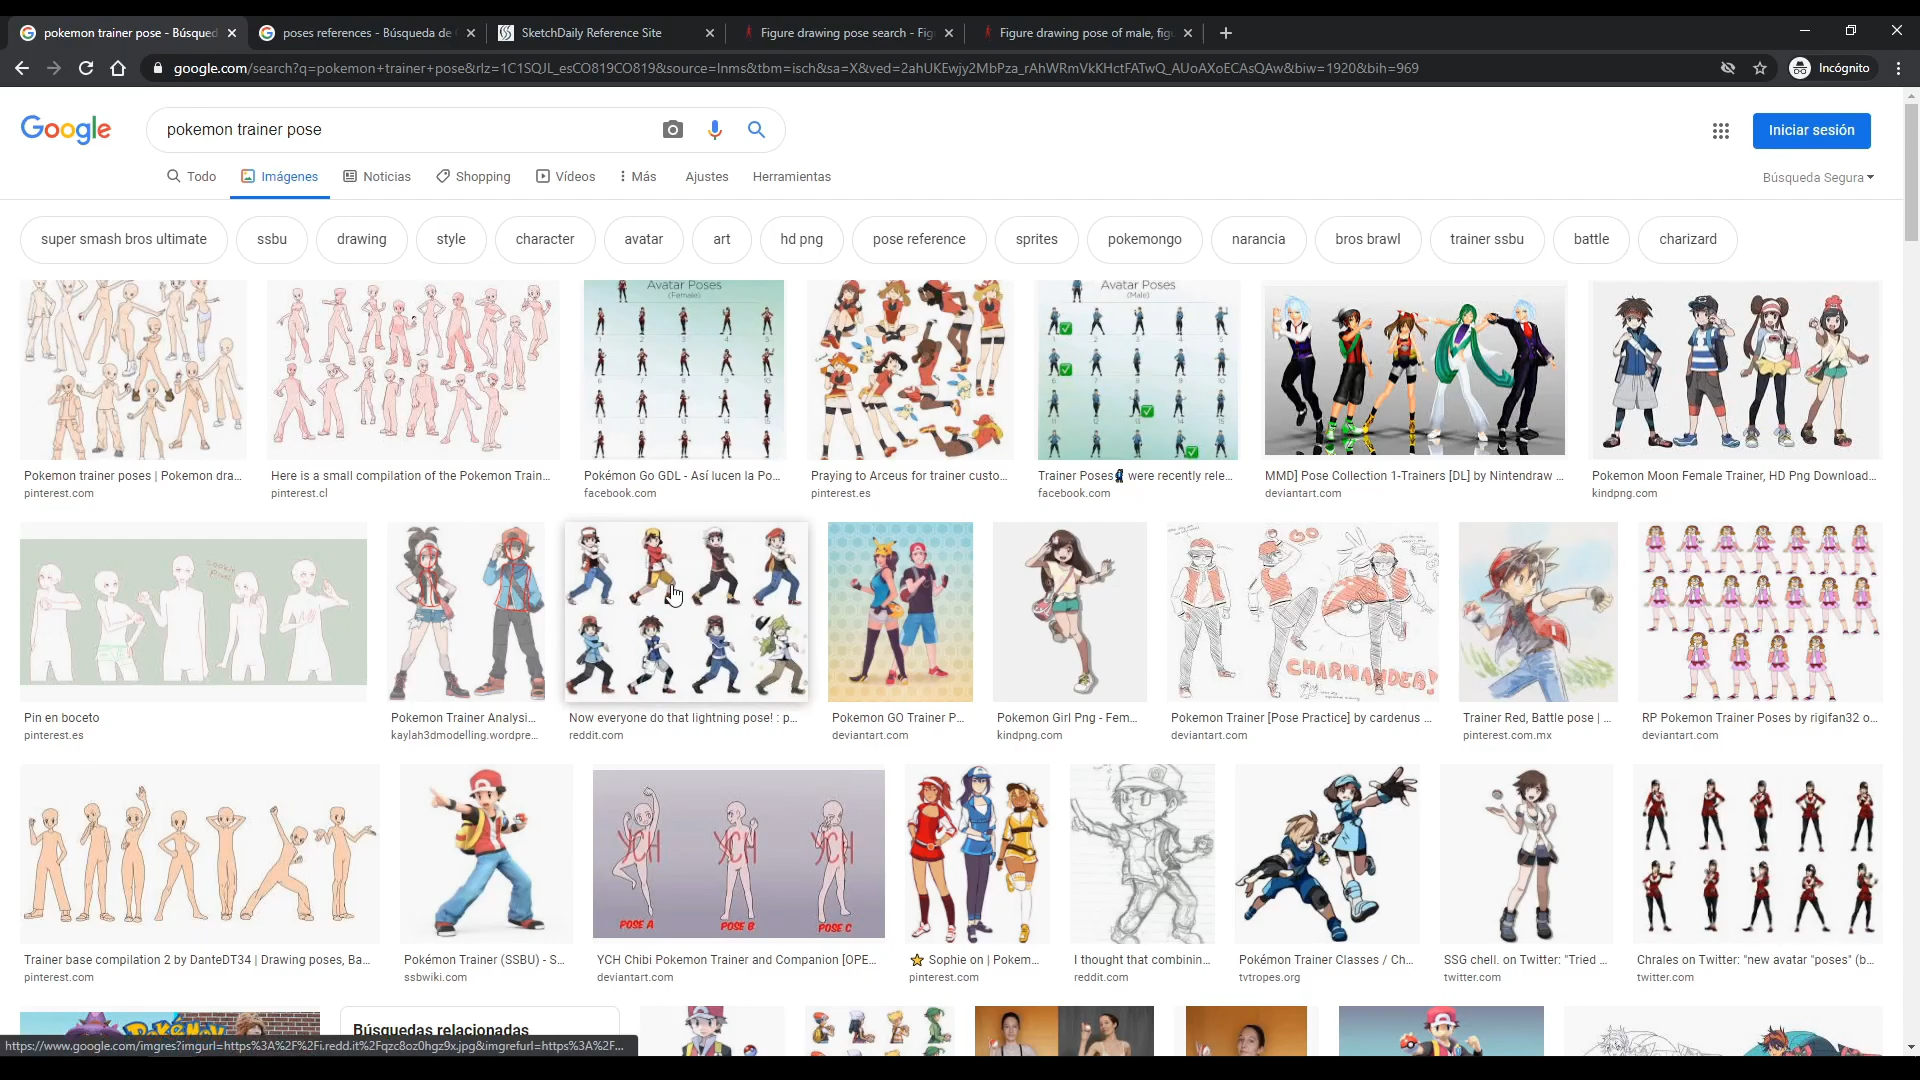 pokemon trainer pose - Búsqued
poses references - Búsqueda de
SketchDaily Reference Site
Figure drawing pose search - Fig
Figure drawing pose of male, figu
google.com/search?q=pokemon+trainer+pose&rlz=1C1SQJL_esCO819CO819&source=lnms&tbm=isch&sa=X&ved=2ahUKEwjy2MbPza_rAhWRmVkKHctFATwQ_AUoAXoECAsQAw&biw=1920&bih=969
Incógnito
Google
pokemon trainer pose
Iniciar sesión
Todo
Imágenes
Noticias
Shopping
Vídeos
Más
Ajustes
Herramientas
Búsqueda Segura
super smash bros ultimate
ssbu
drawing
style
character
avatar
art
hd png
pose reference
sprites
pokemongo
narancia
bros brawl
trainer ssbu
battle
charizard
Avatar Poses
(Female)
Avatar Poses
(Male)
Pokemon trainer poses | Pokemon dra...
pinterest.com
Here is a small compilation of the Pokemon Train...
pinterest.cl
Pokémon Go GDL - Así lucen la Po...
facebook.com
Praying to Arceus for trainer custo...
pinterest.es
Trainer Poses were recently rele...
facebook.com
MMD] Pose Collection 1-Trainers [DL] by Nintendraw ...
deviantart.com
Pokemon Moon Female Trainer, HD Png Download...
kindpng.com
GO
CHARMANDER!
Pin en boceto
pinterest.es
Pokemon Trainer Analysi...
kaylah3dmodelling.wordpre...
Now everyone do that lightning pose! : p...
reddit.com
Pokemon GO Trainer P...
deviantart.com
Pokemon Girl Png - Fem...
kindpng.com
Pokemon Trainer [Pose Practice] by cardenus ...
deviantart.com
Trainer Red, Battle pose | ...
pinterest.com.mx
RP Pokemon Trainer Poses by rigifan32 o...
deviantart.com
YCH
YCH
YCH
POSE A
POSE B
POSE C
Trainer base compilation 2 by DanteDT34 | Drawing poses, Ba...
pinterest.com
Pokémon Trainer (SSBU) - S...
ssbwiki.com
YCH Chibi Pokemon Trainer and Companion [OPE...
deviantart.com
Sophie on | Pokem...
pinterest.com
I thought that combinin...
reddit.com
Pokémon Trainer Classes / Ch...
tvtropes.org
SSG chell. on Twitter: "Tried ...
twitter.com
Chrales on Twitter: "new avatar "poses" (b...
twitter.com
Búsquedas relacionadas
https://www.google.com/imgres?imgurl=https%3A%2F%2Fi.redd.it%2Fqzc8oz0hgz9x.jpg&imgrefurl=https%3A%2F...